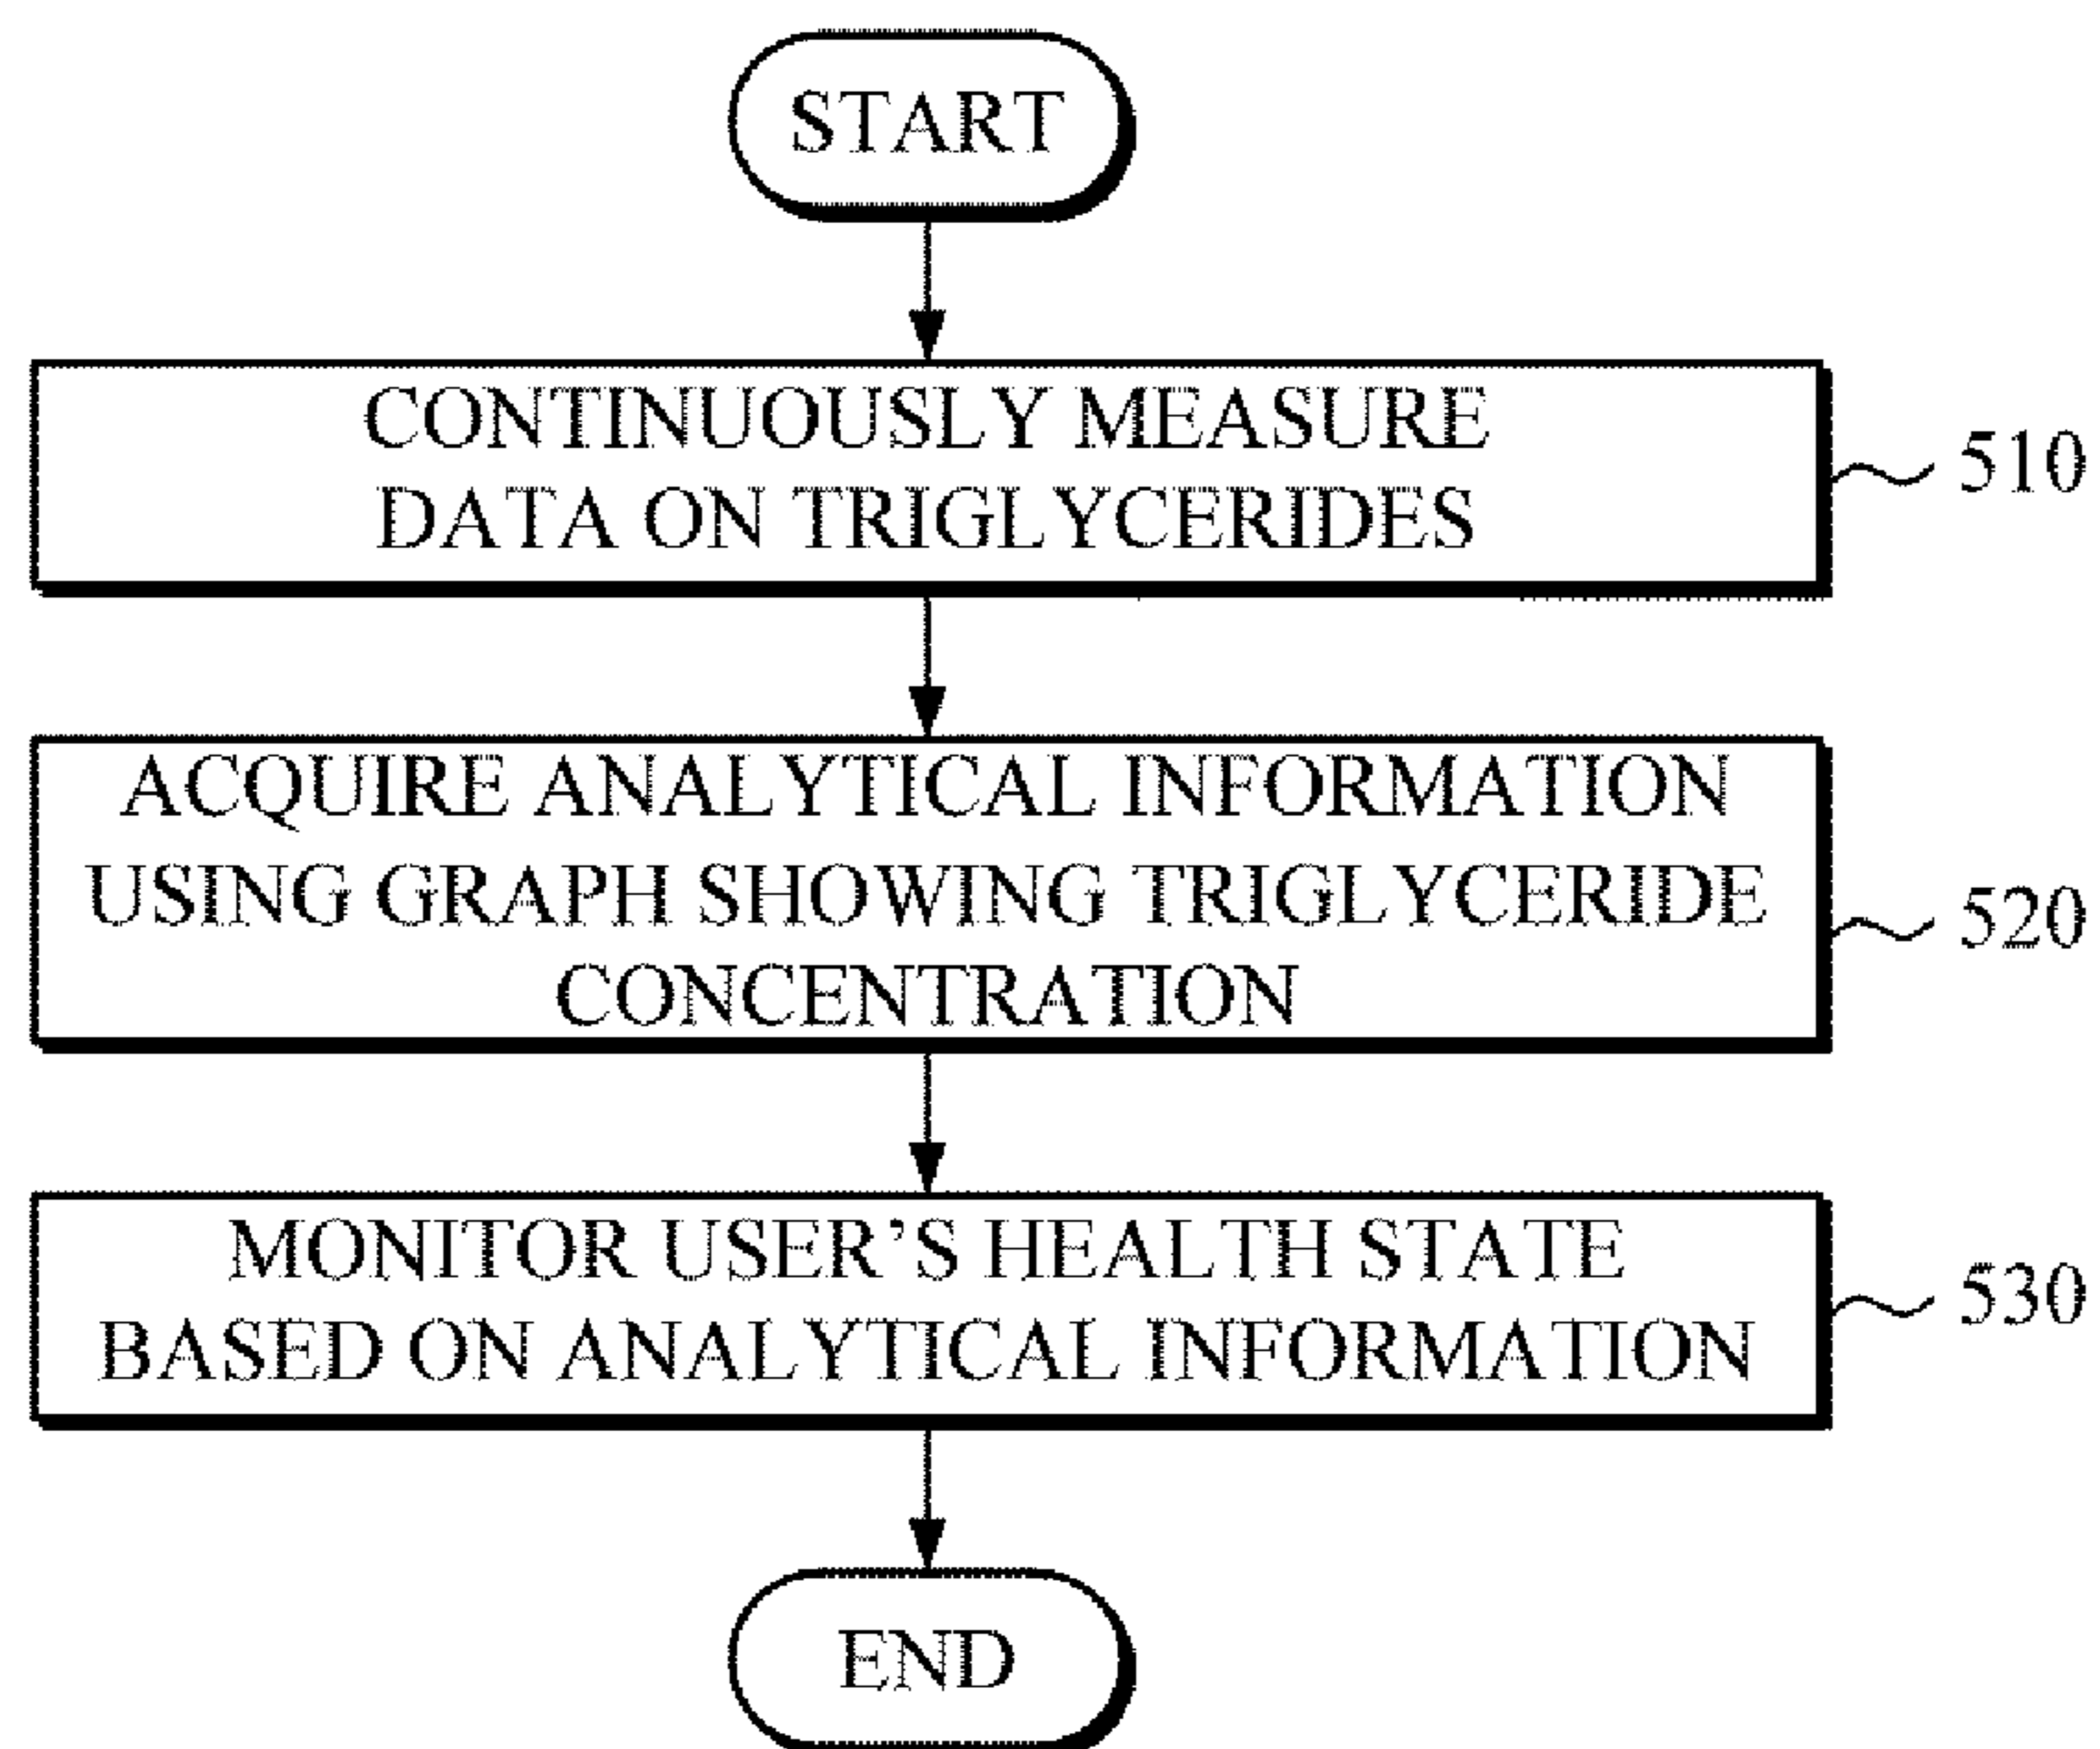 START
CONTINUOUSLY MEASURE
DATA ON TRIGLYCERIDES
510
ACQUIRE ANALYTICAL INFORMATION
USING GRAPH SHOWING TRIGLYCERIDE
CONCENTRATION
520
MONITOR USER’S HEALTH STATE
BASED ON ANALYTICAL INFORMATION
530
END